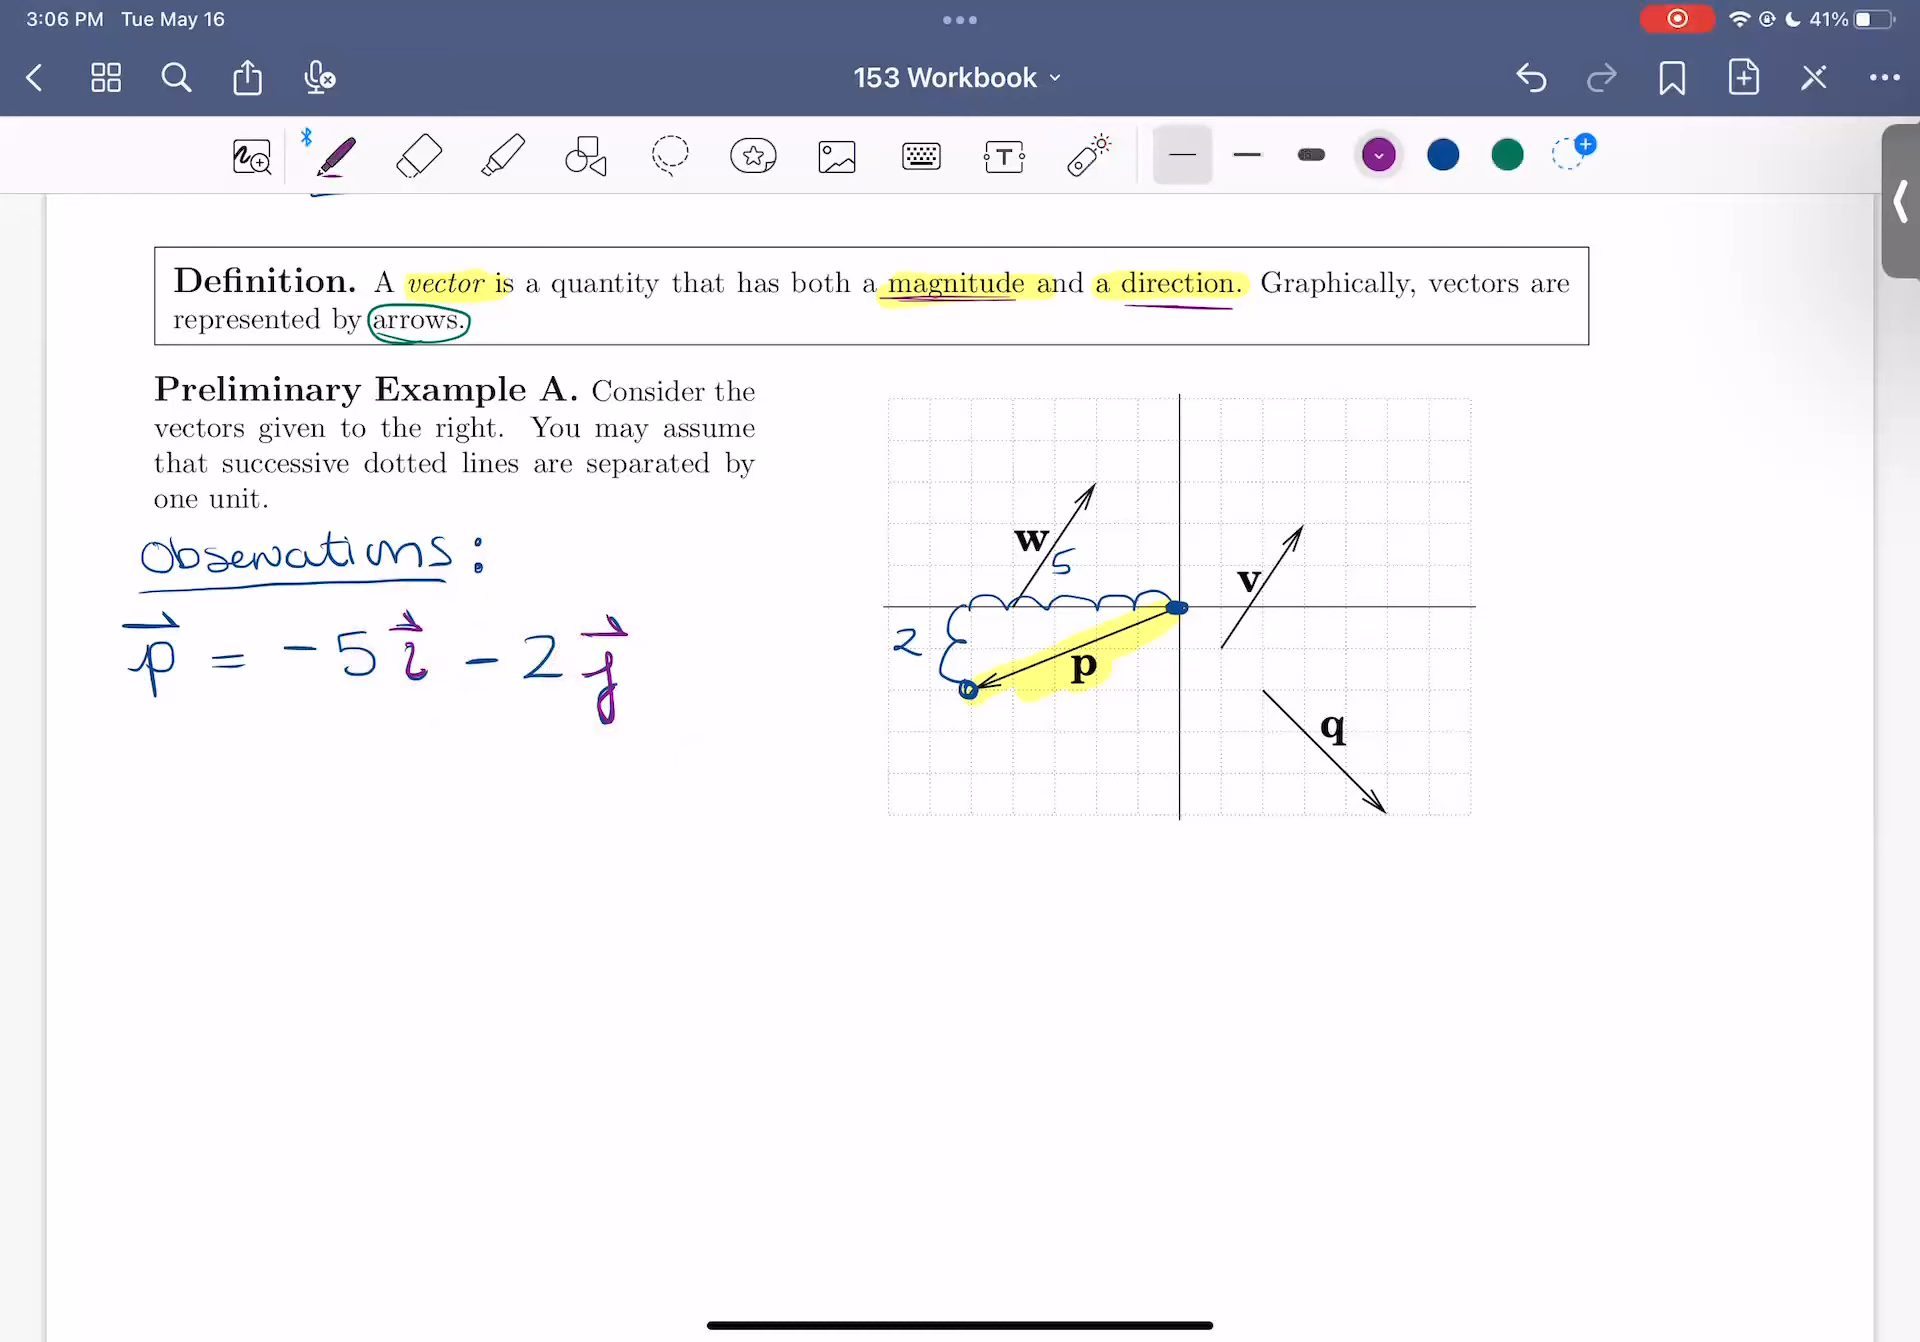 3:06 PM Tue May 16
41%
153 Workbook
Definition. A vector is a quantity that has both a magnitude and a direction. Graphically, vectors are
represented by arrows.
Preliminary Example A. Consider the
vectors given to the right. You may assume
that successive dotted lines are separated by
one unit.
Observations:
p⃗ = -5 i⃗ - 2 j⃗
w
5
v
2
p
q